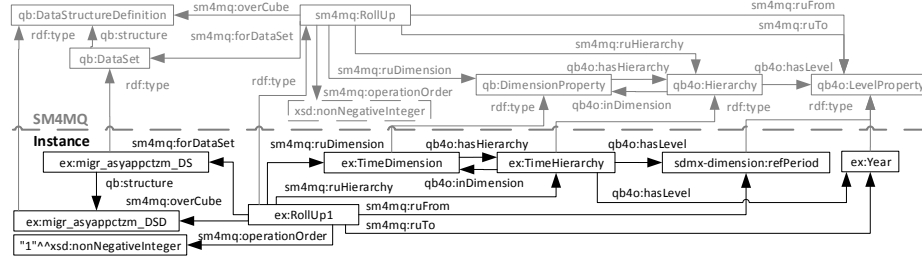 qb:DataStructureDefinition
sm4mq:overCube
sm4mq:RollUp
sm4mq:ruFrom
sm4mq:ruTo
rdf:type
qb:structure
sm4mq:forDataSet
sm4mq:ruHierarchy
qb:DataSet
rdf:type
sm4mq:ruDimension
qb4o:hasHierarchy
qb4o:hasLevel
rdf:type
qb:DimensionProperty
qb4o:Hierarchy
qb4o:LevelProperty
sm4mq:operationOrder
qb4o:inDimension
rdf:type
rdf:type
rdf:type
xsd:nonNegativeInteger
SM4MQ
Instance
sm4mq:forDataSet
sm4mq:ruDimension
qb4o:hasHierarchy
qb4o:hasLevel
ex:migr_asyappctzm_DS
ex:TimeDimension
ex:TimeHierarchy
sdmx-dimension:refPeriod
ex:Year
qb:structure
qb4o:inDimension
sm4mq:ruHierarchy
qb4o:hasLevel
sm4mq:overCube
ex:migr_asyappctzm_DSD
ex:RollUp1
sm4mq:ruFrom
sm4mq:ruTo
"1"^^xsd:nonNegativeInteger
sm4mq:operationOrder